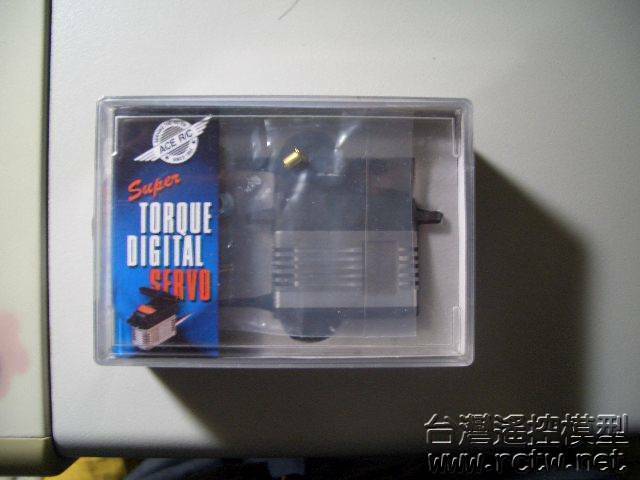 ACE R/C
Super
TORQUE
DIGITAL
SERVO
台灣遙控模型
www.rctw.net